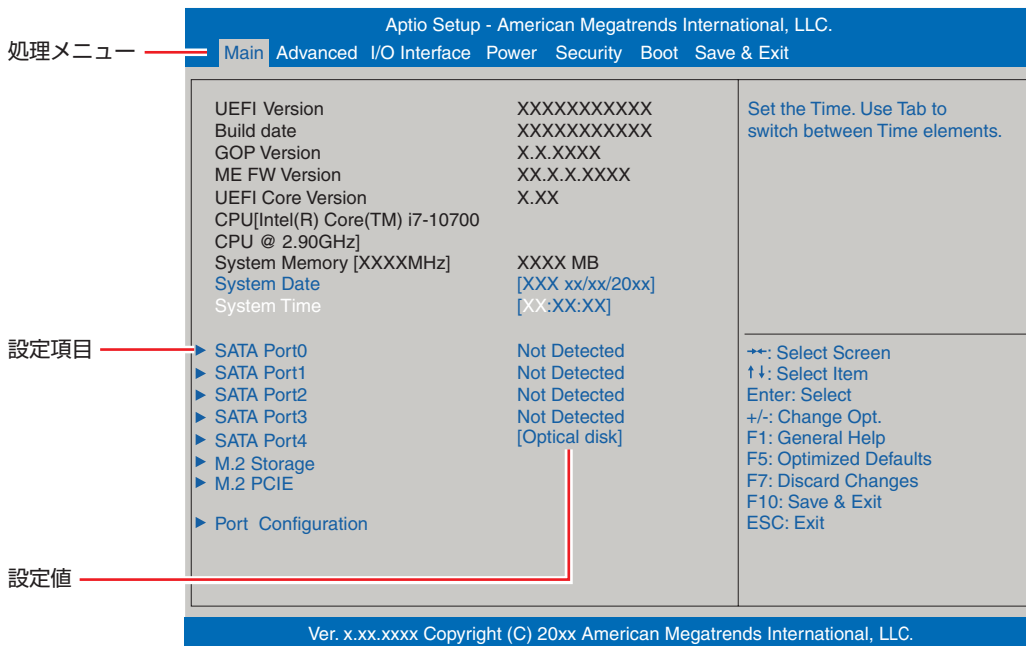 Aptio Setup - American Megatrends International, LLC.
処理メニュー
Main Advanced I/O Interface Power Security Boot Save & Exit
UEFI Version XXXXXXXXXXX
Build date XXXXXXXXXXX
GOP Version X.X.XXXX
ME FW Version XX.X.X.XXXX
UEFI Core Version X.XX
CPU[Intel(R) Core(TM) i7-10700
CPU @ 2.90GHz]
System Memory [XXXXMHz] XXXX MB
System Date [XXX xx/xx/20xx]
System Time [XX:XX:XX]
設定項目
▶ SATA Port0 Not Detected
▶ SATA Port1 Not Detected
▶ SATA Port2 Not Detected
▶ SATA Port3 Not Detected
▶ SATA Port4 [Optical disk]
▶ M.2 Storage
▶ M.2 PCIE
▶ Port Configuration
設定値
Set the Time. Use Tab to
switch between Time elements.
→←: Select Screen
↑↓: Select Item
Enter: Select
+/-: Change Opt.
F1: General Help
F5: Optimized Defaults
F7: Discard Changes
F10: Save & Exit
ESC: Exit
Ver. x.xx.xxxx Copyright (C) 20xx American Megatrends International, LLC.